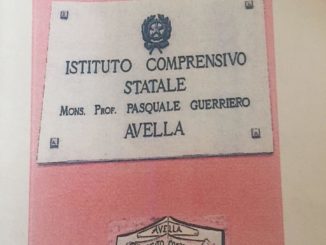 ISTITUTO COMPRENSIVO
STATALE
MONS. PROF. PASQUALE GUERRIERO
AVELLA
AVELLA